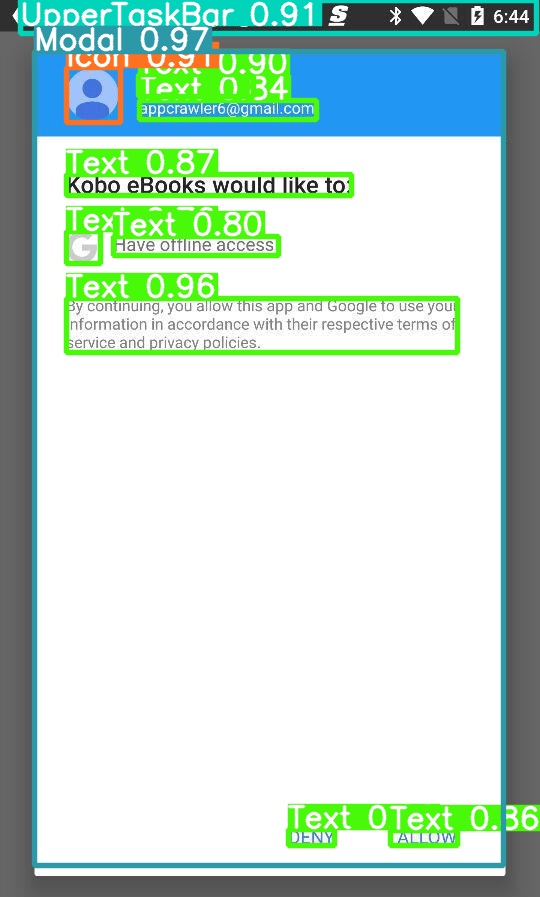 UpperTaskBar 0.91 S 6:44
Modal 0.97
Icon 0.91 Text 0.90
Text 0.84
appcrawler6@gmail.com
Text 0.87
Kobo eBooks would like to:
Text 0.80
G Have offline access
Text 0.96
By continuing, you allow this app and Google to use your
information in accordance with their respective terms of
service and privacy policies.
Text 0 Text 0.86
DENY ALLOW